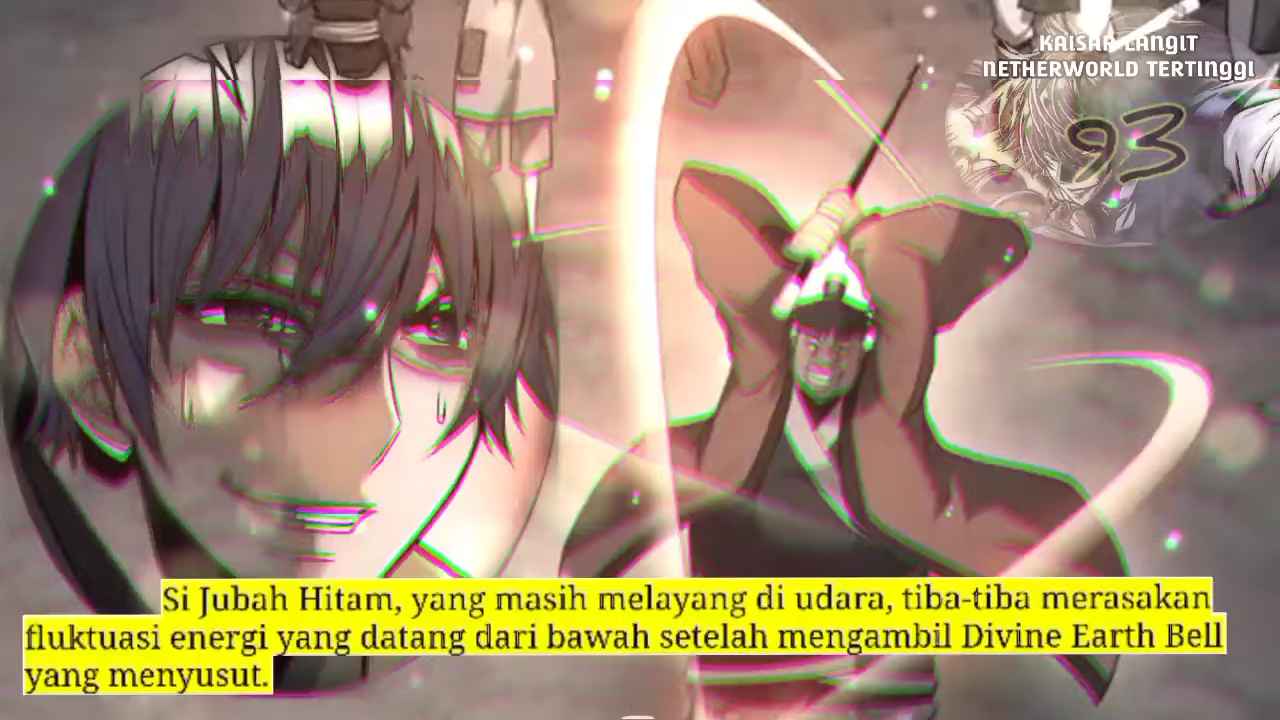 KAISAR LANGIT
NETHERWORLD TERTINGGI
93
Si Jubah Hitam, yang masih melayang di udara, tiba-tiba merasakan
fluktuasi energi yang datang dari bawah setelah mengambil Divine Earth Bell
yang menyusut.